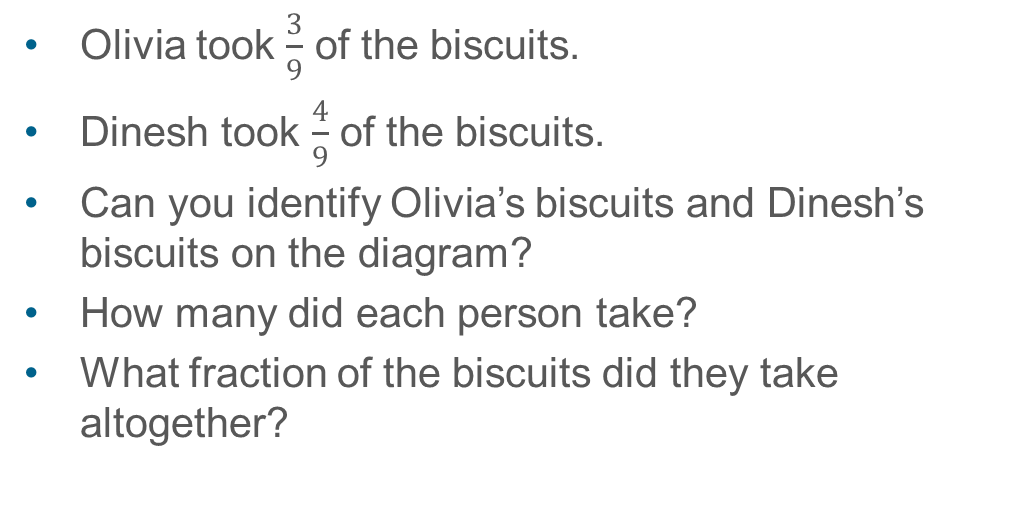 • Olivia took 3/9 of the biscuits.
• Dinesh took 4/9 of the biscuits.
• Can you identify Olivia’s biscuits and Dinesh’s
biscuits on the diagram?
• How many did each person take?
• What fraction of the biscuits did they take
altogether?